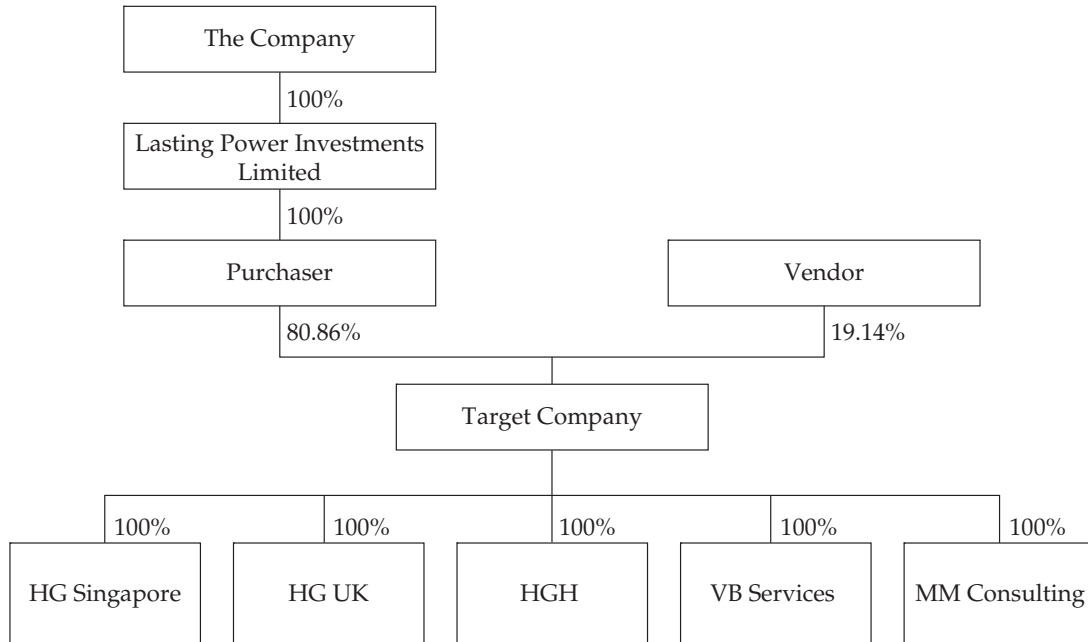 The Company
100%
Lasting Power Investments
Limited
100%
Purchaser
Vendor
80.86%
19.14%
Target Company
100%
100%
100%
100%
100%
HG Singapore
HG UK
HGH
VB Services
MM Consulting